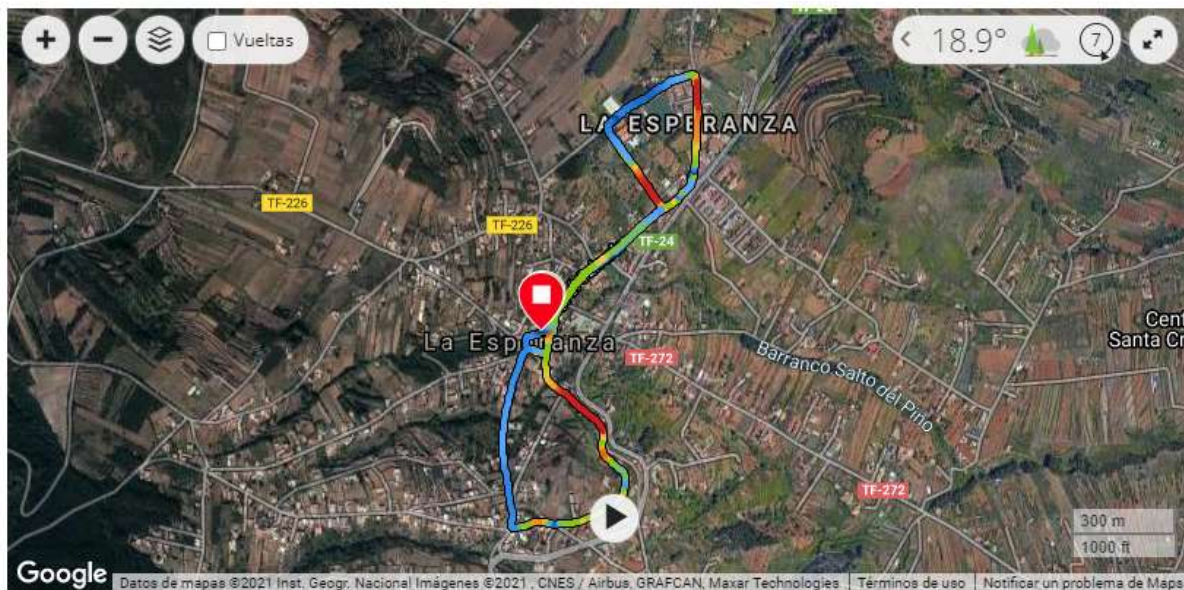 +
−
Vueltas
18.9°
7
LA ESPERANZA
TF-226
TF-226
TF-24
La Esperanza
TF-272
Barranco Salto del Pino
Santa Cr
TF-272
300 m
1000 ft
Google
Datos de mapas ©2021 Inst. Geogr. Nacional Imágenes ©2021 , CNES / Airbus, GRAFCAN, Maxar Technologies
Términos de uso
Notificar un problema de Maps